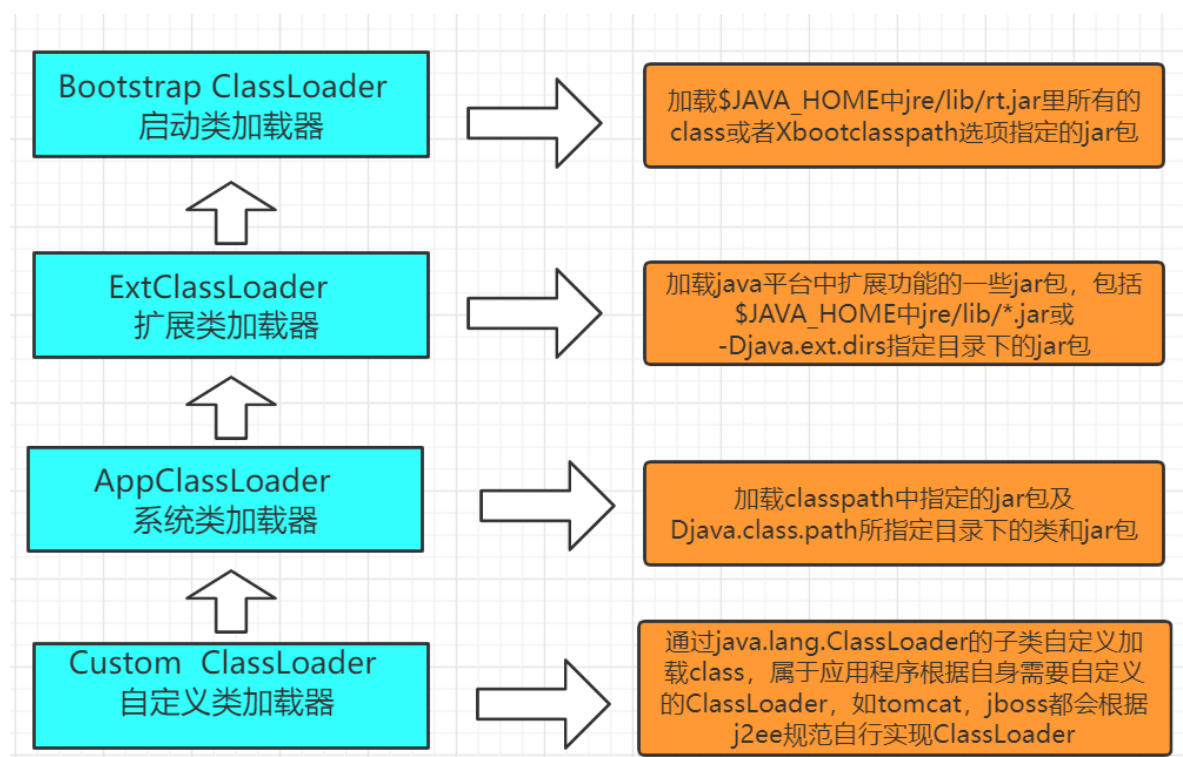 Bootstrap ClassLoader
启动类加载器
加载$JAVA_HOME中jre/lib/rt.jar里所有的
class或者Xbootclasspath选项指定的jar包
ExtClassLoader
扩展类加载器
加载java平台中扩展功能的一些jar包，包括
$JAVA_HOME中jre/lib/*.jar或
-Djava.ext.dirs指定目录下的jar包
AppClassLoader
系统类加载器
加载classpath中指定的jar包及
Djava.class.path所指定目录下的类和jar包
Custom ClassLoader
自定义类加载器
通过java.lang.ClassLoader的子类自定义加
载class，属于应用程序根据自身需要自定义
的ClassLoader，如tomcat，jboss都会根据
j2ee规范自行实现ClassLoader